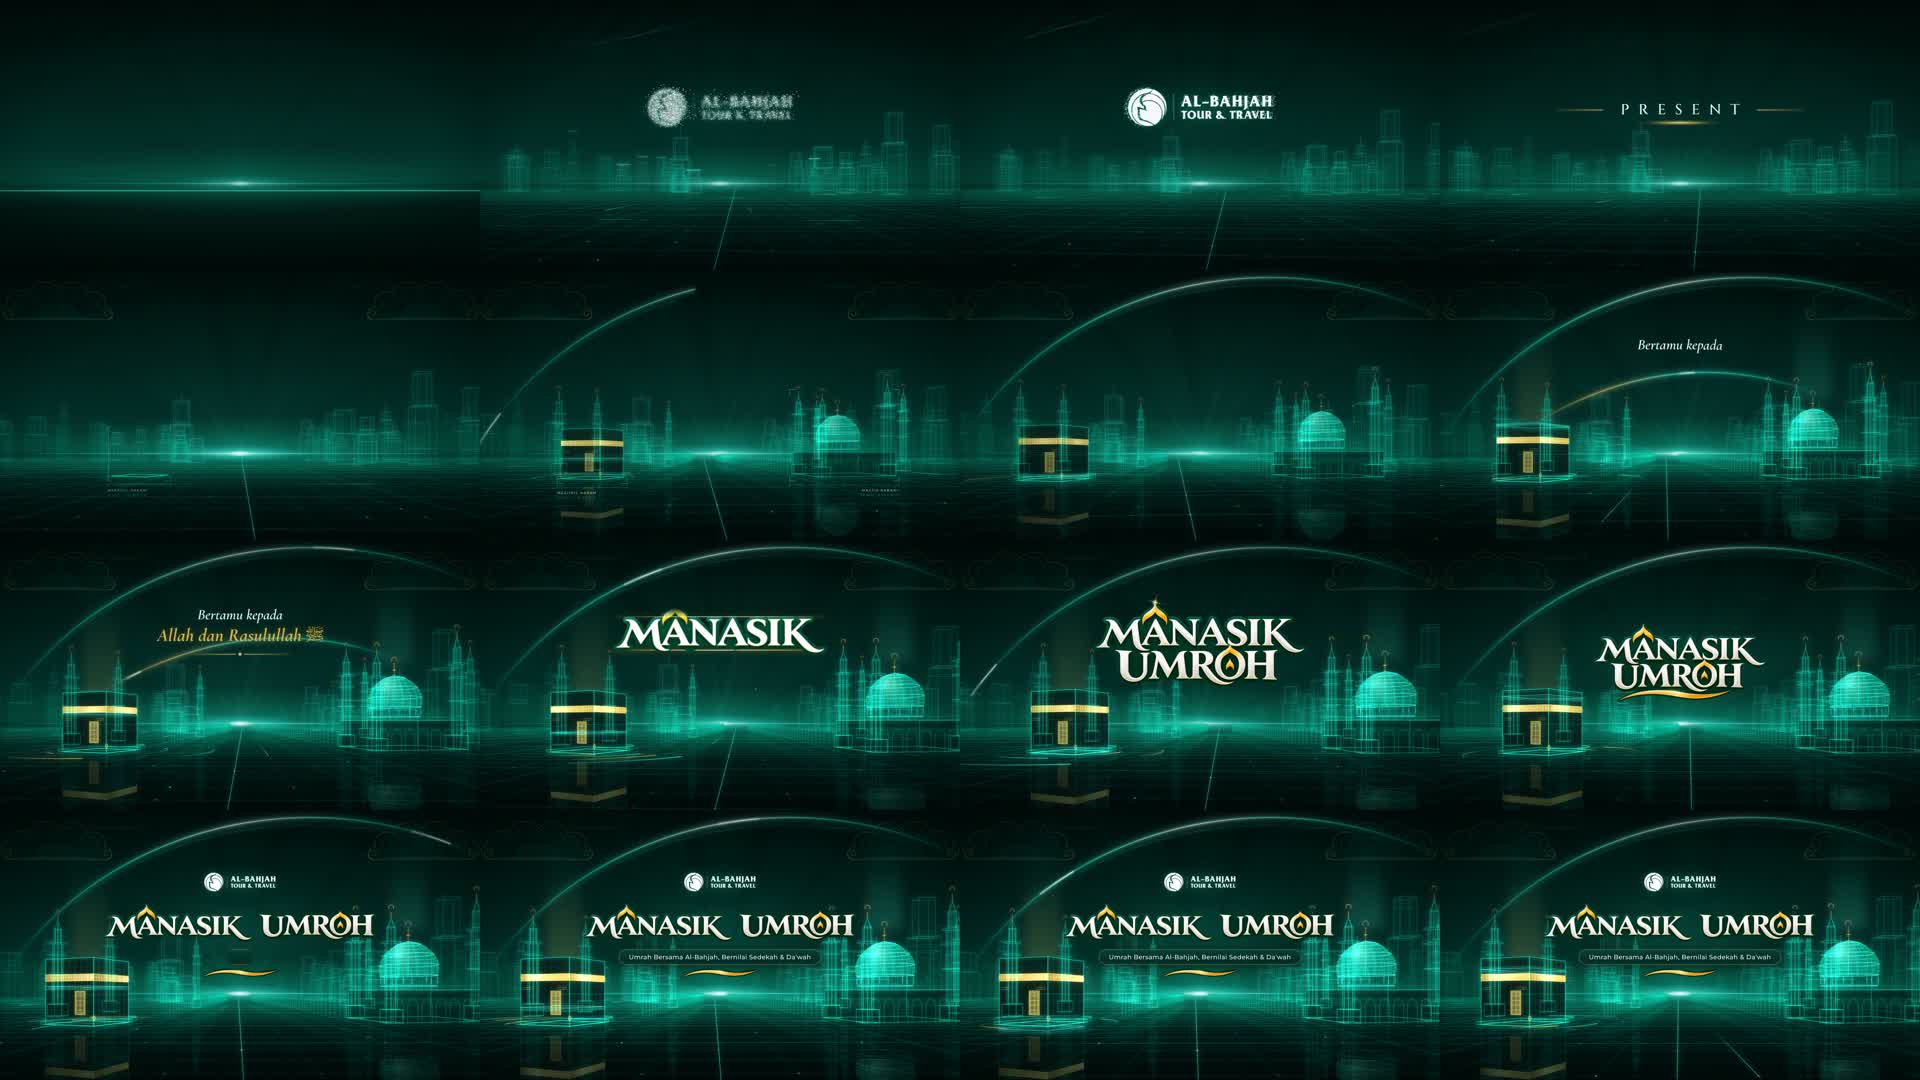 AL-BAHJAH
TOUR & TRAVEL
AL-BAHJAH
TOUR & TRAVEL
PRESENT
Bertamu kepada
Bertamu kepada
Allah dan Rasulullah ﷺ
MANASIK
MANASIK
UMROH
MANASIK
UMROH
AL-BAHJAH
TOUR & TRAVEL
MANASIK UMROH
AL-BAHJAH
TOUR & TRAVEL
MANASIK UMROH
Umrah Bersama Al-Bahjah, Bernilai Sedekah & Da'wah
AL-BAHJAH
TOUR & TRAVEL
MANASIK UMROH
Umrah Bersama Al-Bahjah, Bernilai Sedekah & Da'wah
AL-BAHJAH
TOUR & TRAVEL
MANASIK UMROH
Umrah Bersama Al-Bahjah, Bernilai Sedekah & Da'wah